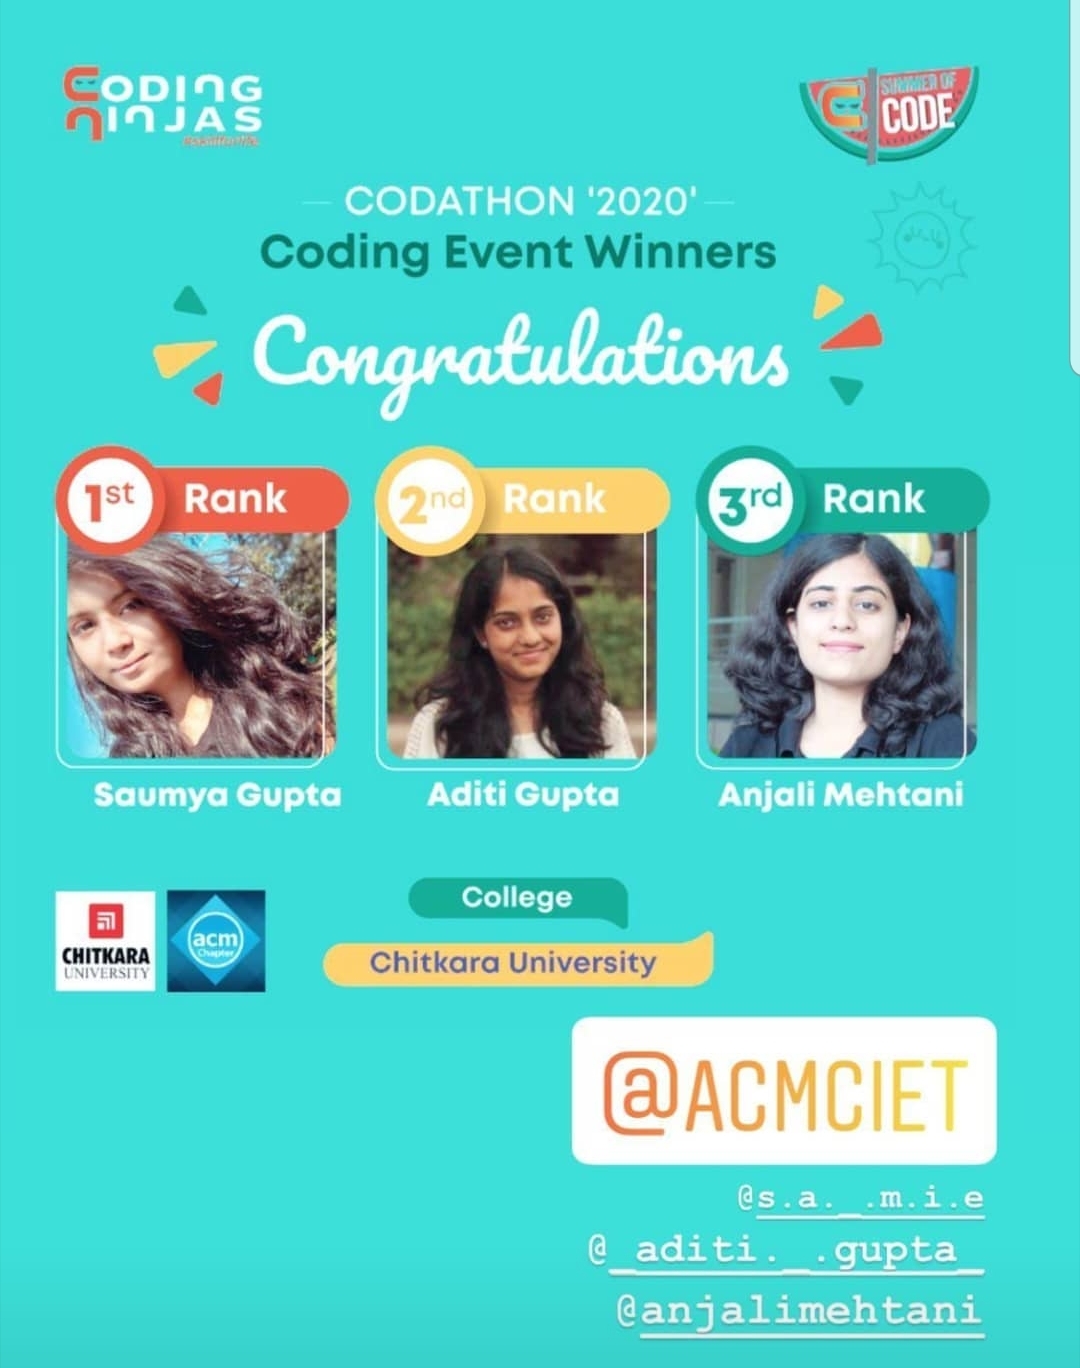 CODING
NINJAS
#SkillForLife
SUMMER OF
CODE
CODATHON '2020'
Coding Event Winners
Congratulations
1st Rank
2nd Rank
3rd Rank
Saumya Gupta
Aditi Gupta
Anjali Mehtani
CHITKARA
UNIVERSITY
acm
Chapter
College
Chitkara University
@ACMCIET
@s.a._.m.i.e
@_aditi._.gupta_
@anjalimehtani